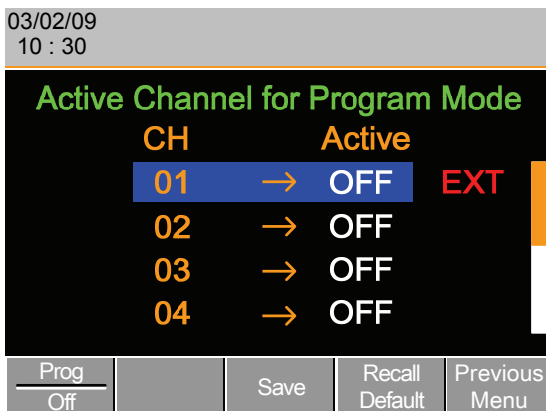 03/02/09
10 : 30
Active Channel for Program Mode
CH Active
01 → OFF EXT
02 → OFF
03 → OFF
04 → OFF
Prog
Off
Save
Recall
Default
Previous
Menu